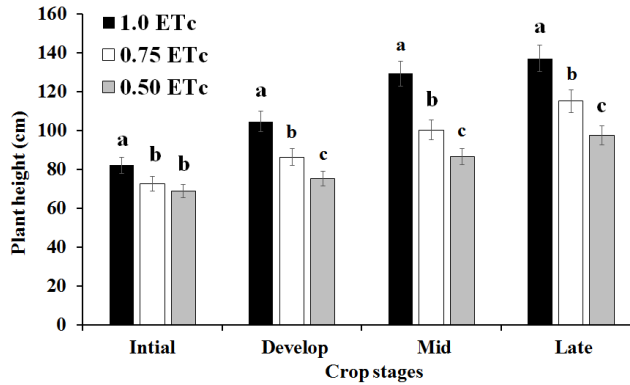 160
140
120
100
80
60
40
20
0
Plant height (cm)
1.0 ETc
0.75 ETc
0.50 ETc
a b b
a b c
a b c
a b c
Intial Develop Mid Late
Crop stages